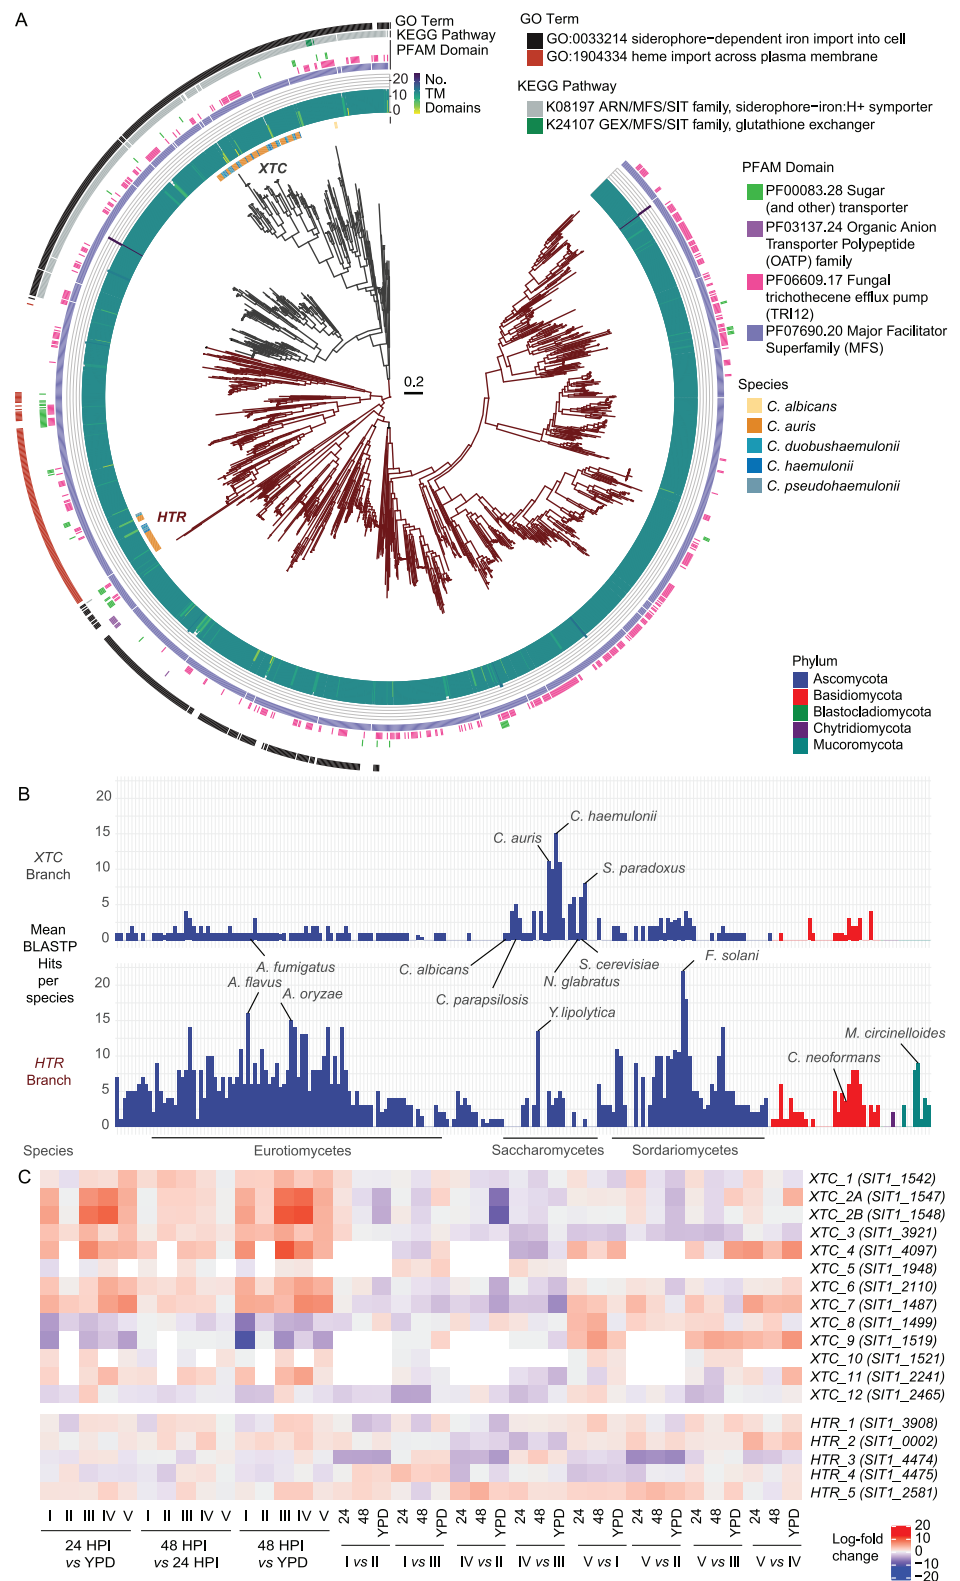 A
GO Term
KEGG Pathway
PFAM Domain
20
10
0
No.
TM
Domains
GO Term
GO:0033214 siderophore−dependent iron import into cell
GO:1904334 heme import across plasma membrane
KEGG Pathway
K08197 ARN/MFS/SIT family, siderophore−iron:H+ symporter
K24107 GEX/MFS/SIT family, glutathione exchanger
PFAM Domain
PF00083.28 Sugar
(and other) transporter
PF03137.24 Organic Anion
Transporter Polypeptide
(OATP) family
PF06609.17 Fungal
trichothecene efflux pump
(TRI12)
PF07690.20 Major Facilitator
Superfamily (MFS)
Species
C. albicans
C. auris
C. duobushaemulonii
C. haemulonii
C. pseudohaemulonii
XTC
0.2
HTR
Phylum
Ascomycota
Basidiomycota
Blastocladiomycota
Chytridiomycota
Mucoromycota
B
20
15
10
5
0
XTC
Branch
Mean
BLASTP
Hits
per
species
C. auris
C. haemulonii
S. paradoxus
A. fumigatus
C. albicans
C. parapsilosis
N. glabratus
S. cerevisiae
20
15
10
5
0
HTR
Branch
A. flavus
A. oryzae
Y. lipolytica
F. solani
C. neoformans
M. circinelloides
Species
Eurotiomycetes
Saccharomycetes
Sordariomycetes
C
XTC_1 (SIT1_1542)
XTC_2A (SIT1_1547)
XTC_2B (SIT1_1548)
XTC_3 (SIT1_3921)
XTC_4 (SIT1_4097)
XTC_5 (SIT1_1948)
XTC_6 (SIT1_2110)
XTC_7 (SIT1_1487)
XTC_8 (SIT1_1499)
XTC_9 (SIT1_1519)
XTC_10 (SIT1_1521)
XTC_11 (SIT1_2241)
XTC_12 (SIT1_2465)
HTR_1 (SIT1_3908)
HTR_2 (SIT1_0002)
HTR_3 (SIT1_4474)
HTR_4 (SIT1_4475)
HTR_5 (SIT1_2581)
I II III IV V I II III IV V I II III IV V 24 48 YPD 24 48 YPD 24 48 YPD 24 48 YPD 24 48 YPD 24 48 YPD 24 48 YPD 24 48 YPD
24 HPI
vs YPD
48 HPI
vs 24 HPI
48 HPI
vs YPD
I vs II
I vs III
IV vs II
IV vs III
V vs I
V vs II
V vs III
V vs IV
Log-fold
change
20
10
0
−10
−20